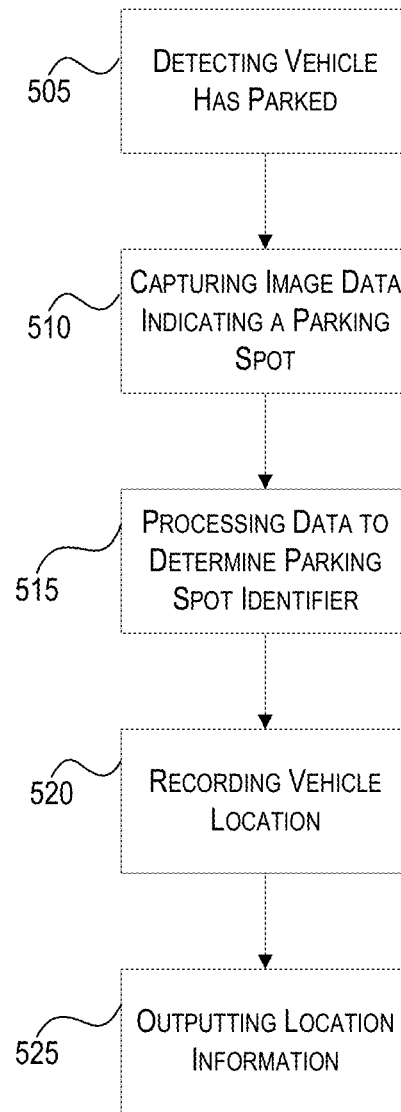 505
DETECTING VEHICLE
HAS PARKED
510
CAPTURING IMAGE DATA
INDICATING A PARKING
SPOT
515
PROCESSING DATA TO
DETERMINE PARKING
SPOT IDENTIFIER
520
RECORDING VEHICLE
LOCATION
525
OUTPUTTING LOCATION
INFORMATION